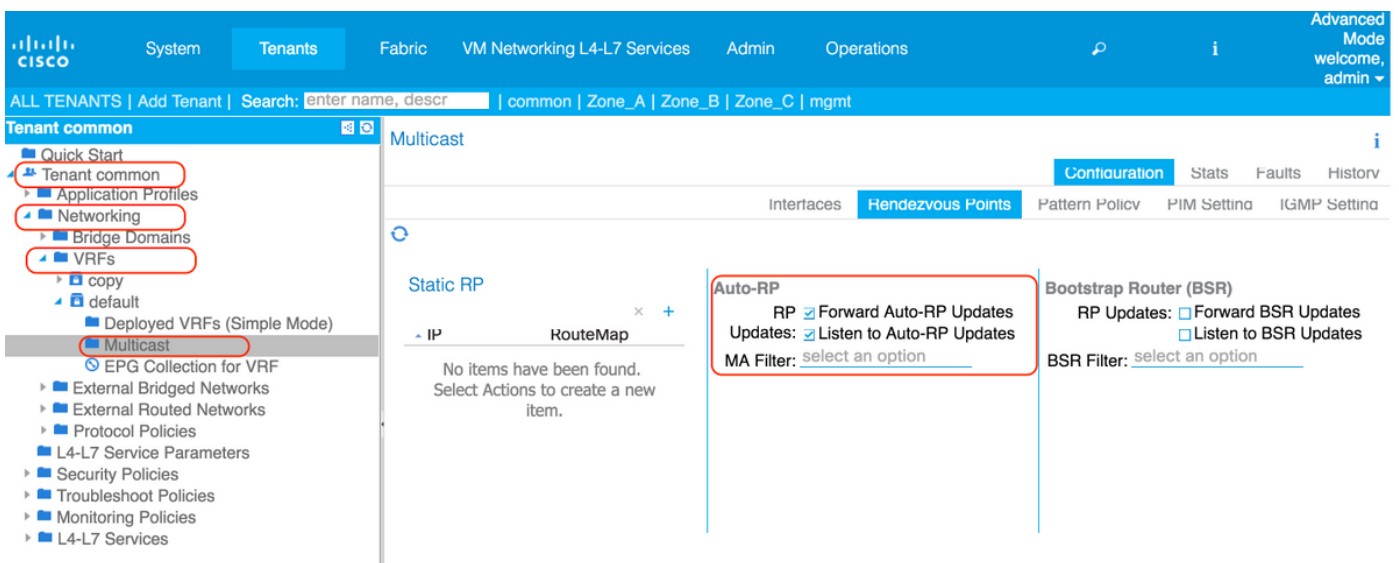 Advanced
Mode
welcome,
admin
CISCO System Tenants Fabric VM Networking L4-L7 Services Admin Operations i
ALL TENANTS | Add Tenant | Search: enter name, descr | common | Zone_A | Zone_B | Zone_C | mgmt
Tenant common
Quick Start
Tenant common
Application Profiles
Networking
Bridge Domains
VRFs
copy
default
Deployed VRFs (Simple Mode)
Multicast
EPG Collection for VRF
External Bridged Networks
External Routed Networks
Protocol Policies
L4-L7 Service Parameters
Security Policies
Troubleshoot Policies
Monitoring Policies
L4-L7 Services
Multicast i
Configuration Stats Faults History
Interfaces Rendezvous Points Pattern Policy PIM Setting IGMP Setting
Static RP
IP RouteMap
No items have been found.
Select Actions to create a new
item.
Auto-RP
RP Forward Auto-RP Updates
Updates: Listen to Auto-RP Updates
MA Filter: select an option
Bootstrap Router (BSR)
RP Updates: Forward BSR Updates
Listen to BSR Updates
BSR Filter: select an option